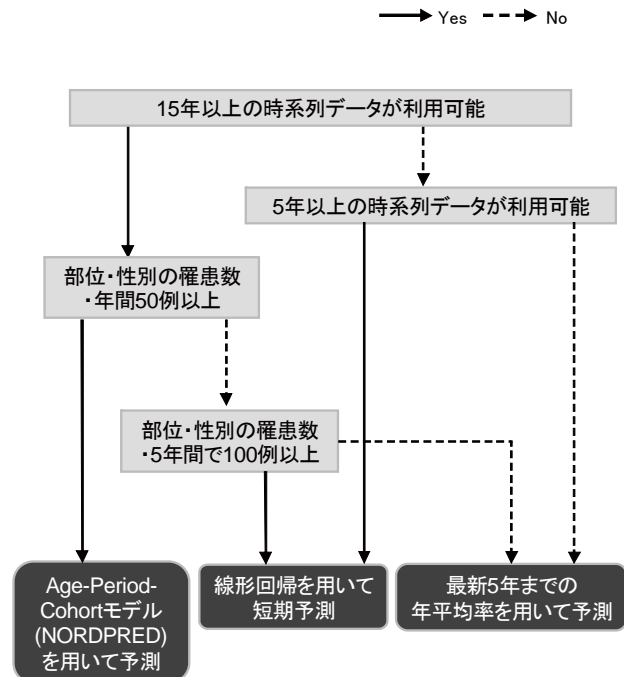 Yes No
15年以上の時系列データが利用可能
5年以上の時系列データが利用可能
部位・性別の罹患数
・年間50例以上
部位・性別の罹患数
・5年間で100例以上
Age-Period-
Cohortモデル
(NORDPRED)
を用いて予測
線形回帰を用いて
短期予測
最新5年までの
年平均率を用いて予測